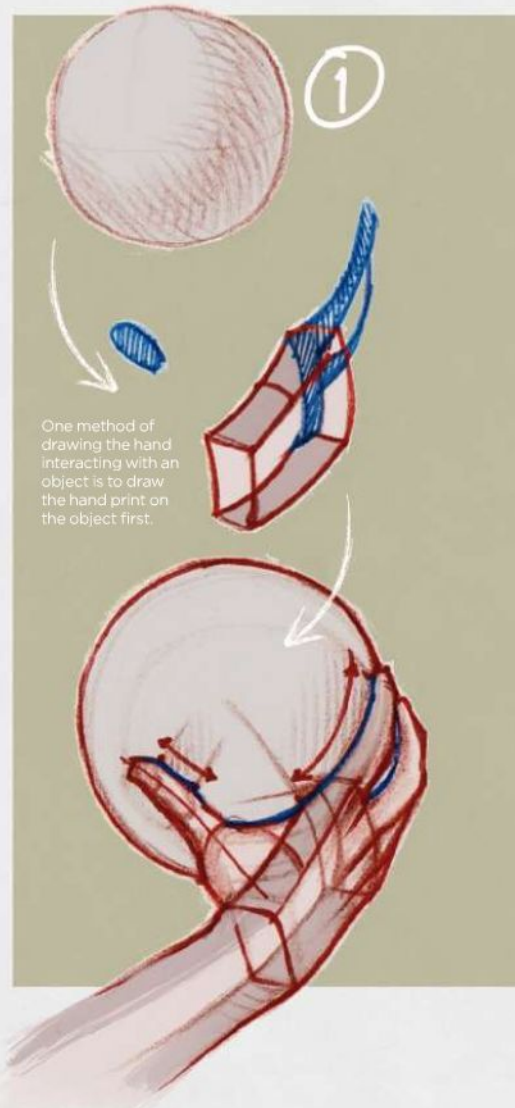 1
One method of
drawing the hand
interacting with an
object is to draw
the hand print on
the object first.